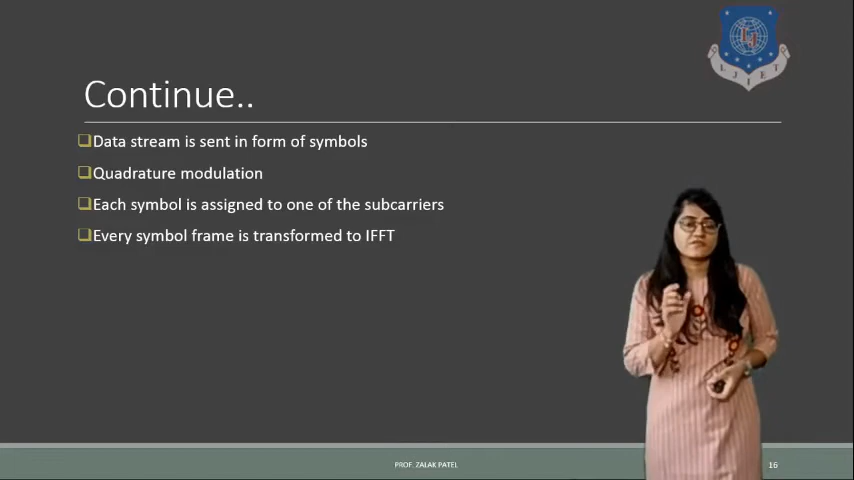 Continue..
Data stream is sent in form of symbols
Quadrature modulation
Each symbol is assigned to one of the subcarriers
Every symbol frame is transformed to IFFT
LJIET
PROF. ZALAK PATEL
16